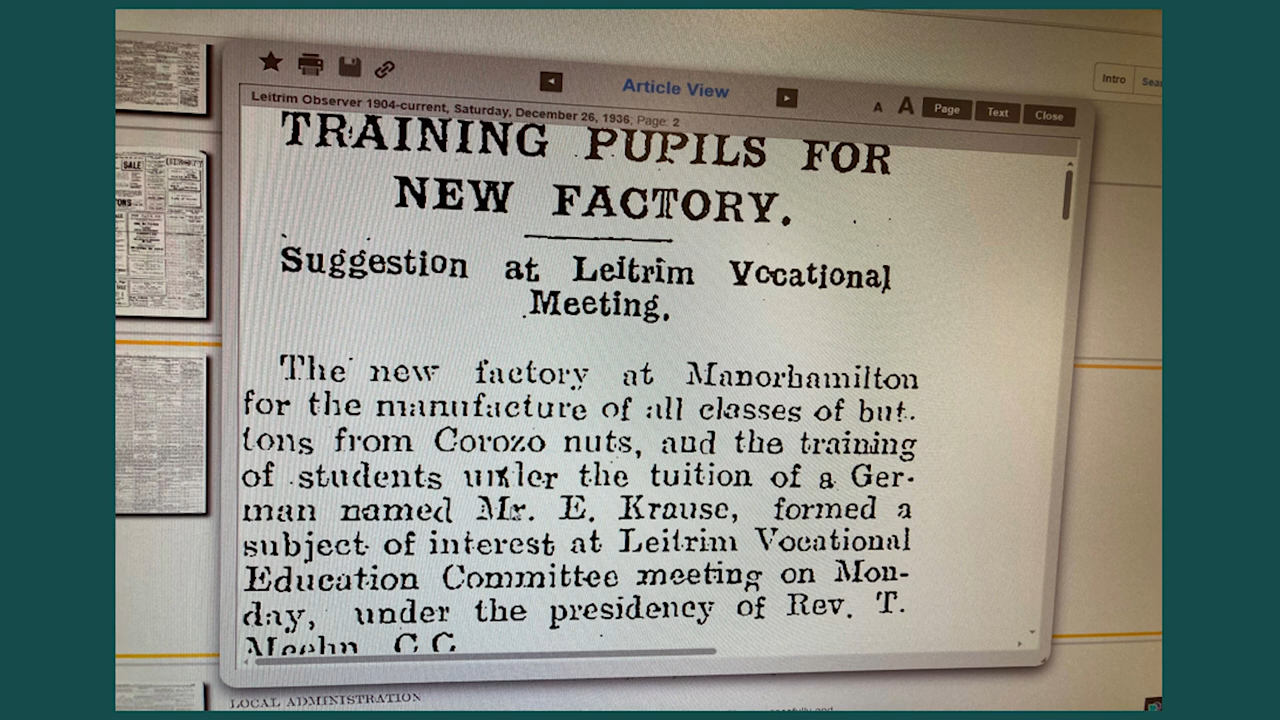 Intro
Article View
A A Page Text Close
Leitrim Observer 1904-current, Saturday, December 26, 1936, Page: 2
TRAINING PUPILS FOR
NEW FACTORY.
Suggestion at Leitrim Vocational
Meeting.
The new factory at Manorhamilton
for the manufacture of all classes of but-
tons from Corozo nuts, and the training
of students under the tuition of a Ger-
man named Mr. E. Krause, formed a
subject of interest at Leitrim Vocational
Education Committee meeting on Mon-
day, under the presidency of Rev. T.
C.C.
LOCAL ADMINISTRATION
SALE